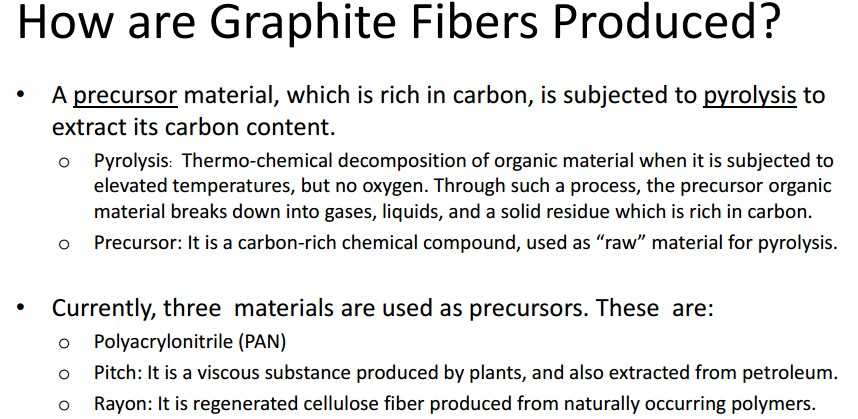 How are Graphite Fibers Produced?
• A precursor material, which is rich in carbon, is subjected to pyrolysis to
extract its carbon content.
o Pyrolysis: Thermo-chemical decomposition of organic material when it is subjected to
elevated temperatures, but no oxygen. Through such a process, the precursor organic
material breaks down into gases, liquids, and a solid residue which is rich in carbon.
o Precursor: It is a carbon-rich chemical compound, used as “raw” material for pyrolysis.
• Currently, three materials are used as precursors. These are:
o Polyacrylonitrile (PAN)
o Pitch: It is a viscous substance produced by plants, and also extracted from petroleum.
o Rayon: It is regenerated cellulose fiber produced from naturally occurring polymers.